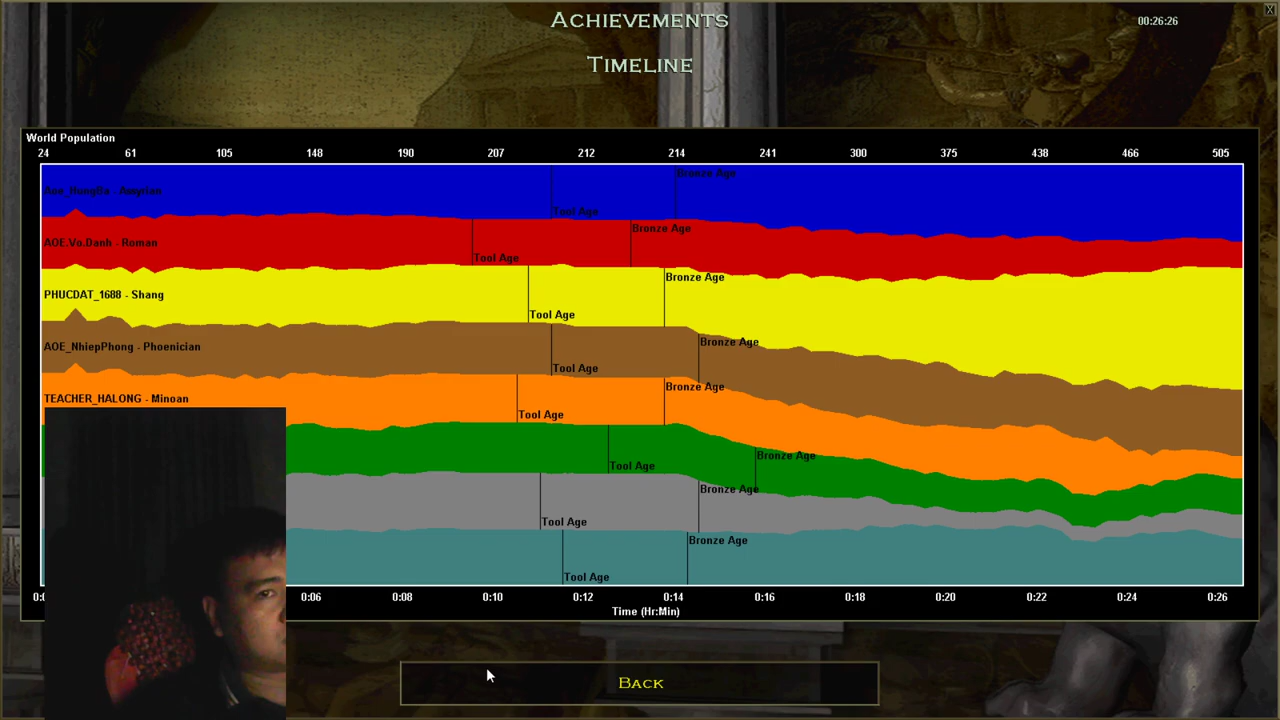 ACHIEVEMENTS
00:26:26
X
TIMELINE
World Population
24 61 105 148 190 207 212 214 241 300 375 438 466 505
Bronze Age
Aoe_HungBa - Assyrian
Tool Age
Bronze Age
AOE.Vo.Danh - Roman
Tool Age
Bronze Age
PHUCDAT_1688 - Shang
Tool Age
Bronze Age
AOE_NhiepPhong - Phoenician
Tool Age
Bronze Age
TEACHER_HALONG - Minoan
Tool Age
Bronze Age
Tool Age
Bronze Age
Tool Age
Bronze Age
Tool Age
0:06 0:08 0:10 0:12 0:14 0:16 0:18 0:20 0:22 0:24 0:26
Time (Hr:Min)
BACK